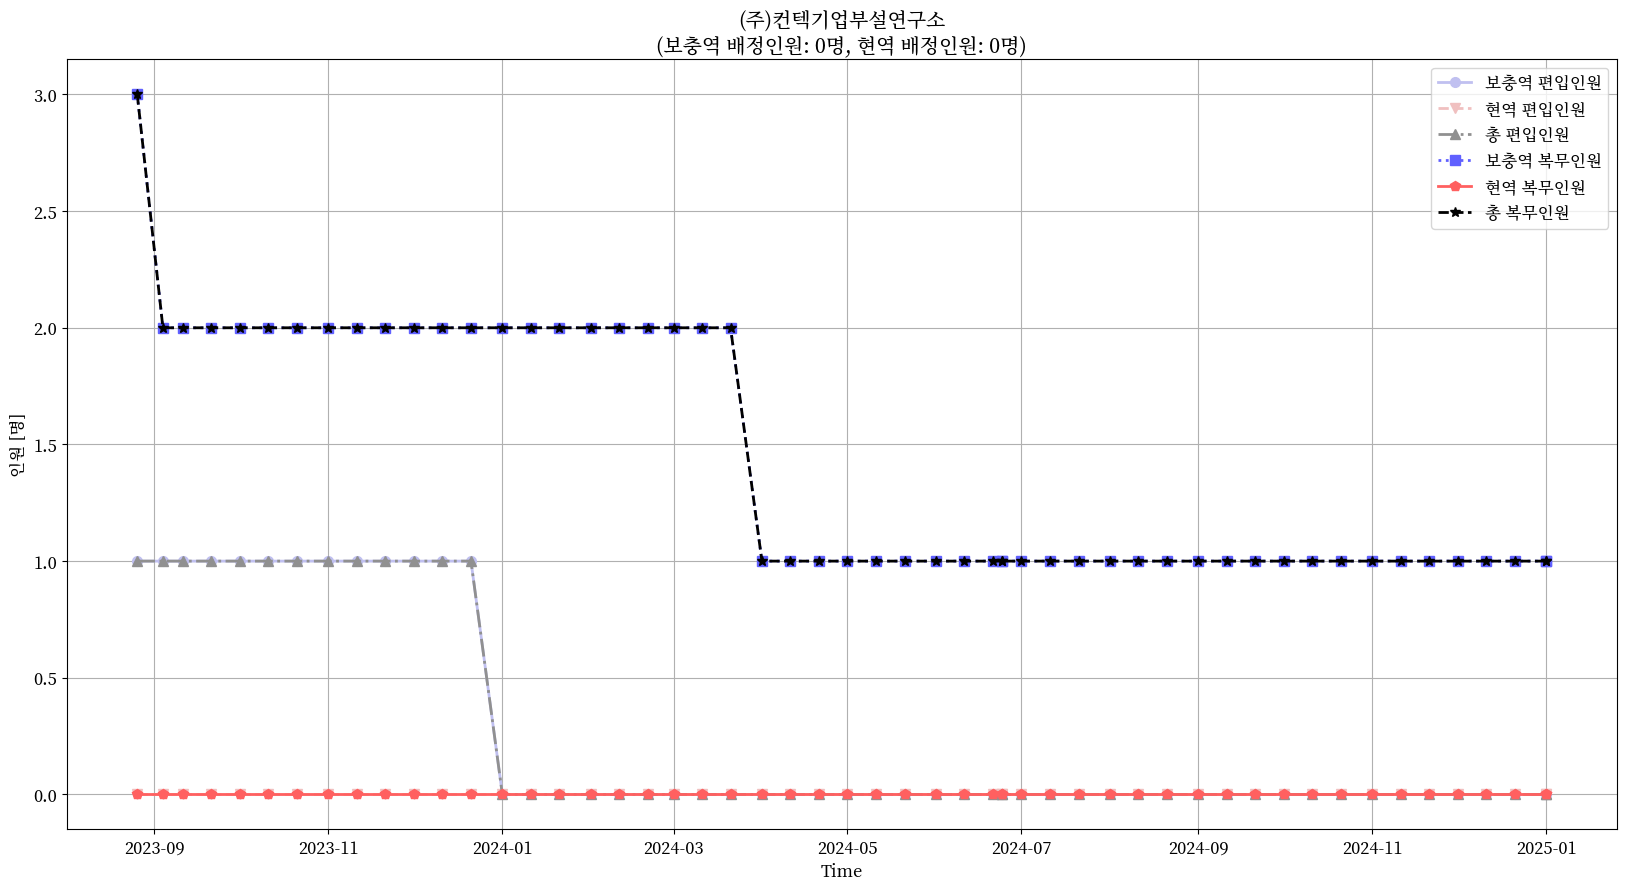 (주)컨텍기업부설연구소
(보충역 배정인원: 0명, 현역 배정인원: 0명)
보충역 편입인원
현역 편입인원
총 편입인원
보충역 복무인원
현역 복무인원
총 복무인원
인원 [명]
3.0
2.5
2.0
1.5
1.0
0.5
0.0
2023-09 2023-11 2024-01 2024-03 2024-05 2024-07 2024-09 2024-11 2025-01
Time